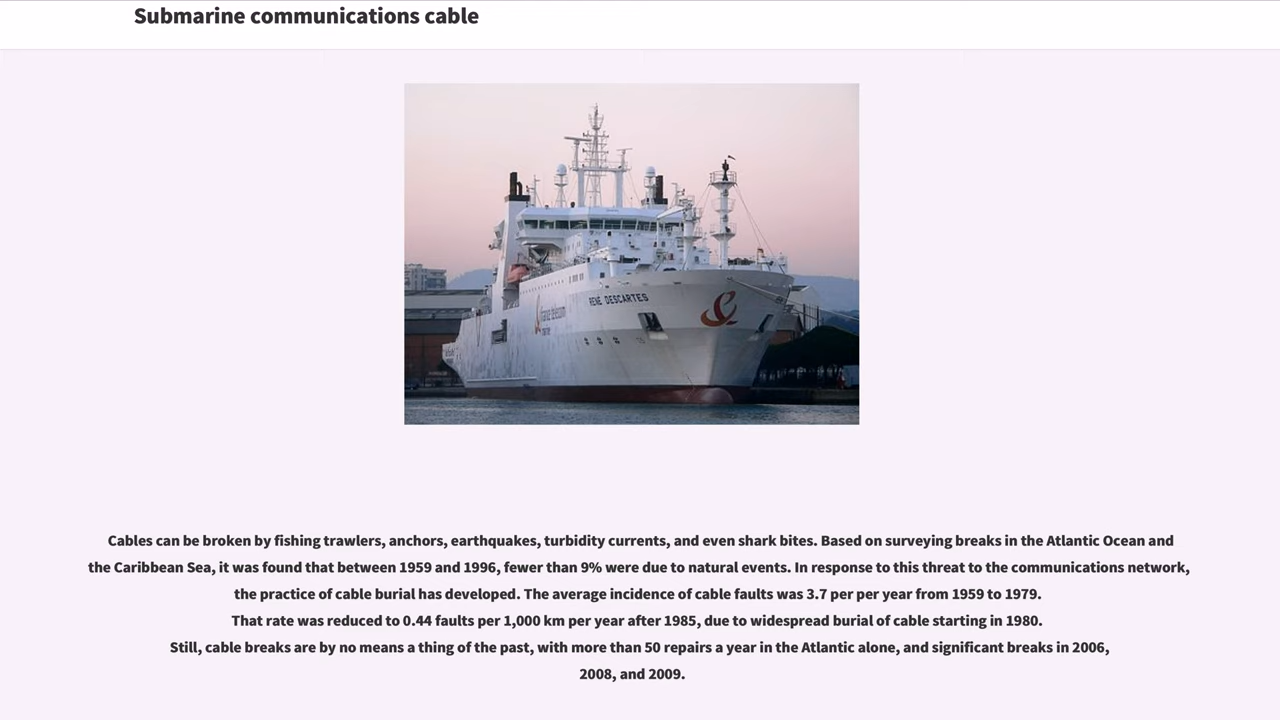 Submarine communications cable
RENE DESCARTES
france telecom
Cables can be broken by fishing trawlers, anchors, earthquakes, turbidity currents, and even shark bites. Based on surveying breaks in the Atlantic Ocean and
the Caribbean Sea, it was found that between 1959 and 1996, fewer than 9% were due to natural events. In response to this threat to the communications network,
the practice of cable burial has developed. The average incidence of cable faults was 3.7 per per year from 1959 to 1979.
That rate was reduced to 0.44 faults per 1,000 km per year after 1985, due to widespread burial of cable starting in 1980.
Still, cable breaks are by no means a thing of the past, with more than 50 repairs a year in the Atlantic alone, and significant breaks in 2006,
2008, and 2009.